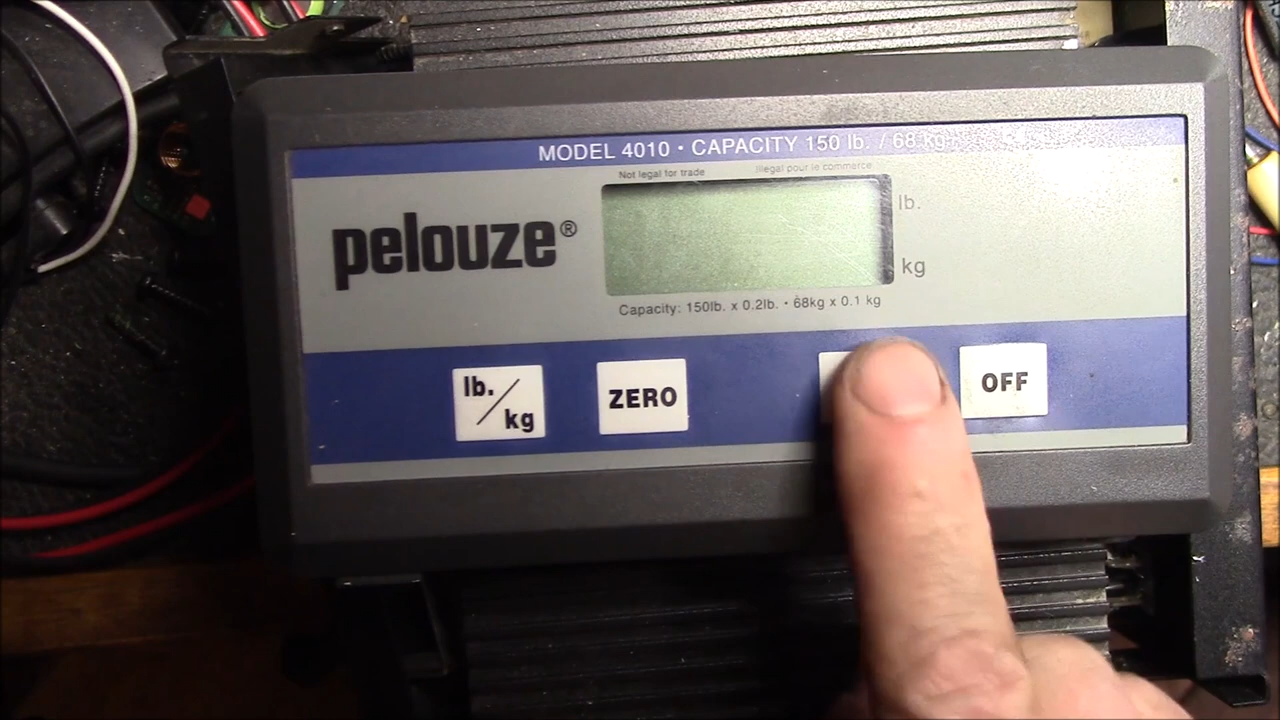 MODEL 4010 • CAPACITY 150 lb. / 68 kg
Not legal for trade Illegal pour le commerce
pelouze®
lb.
kg
Capacity: 150lb. x 0.2lb. • 68kg x 0.1 kg
lb./kg
ZERO
OFF